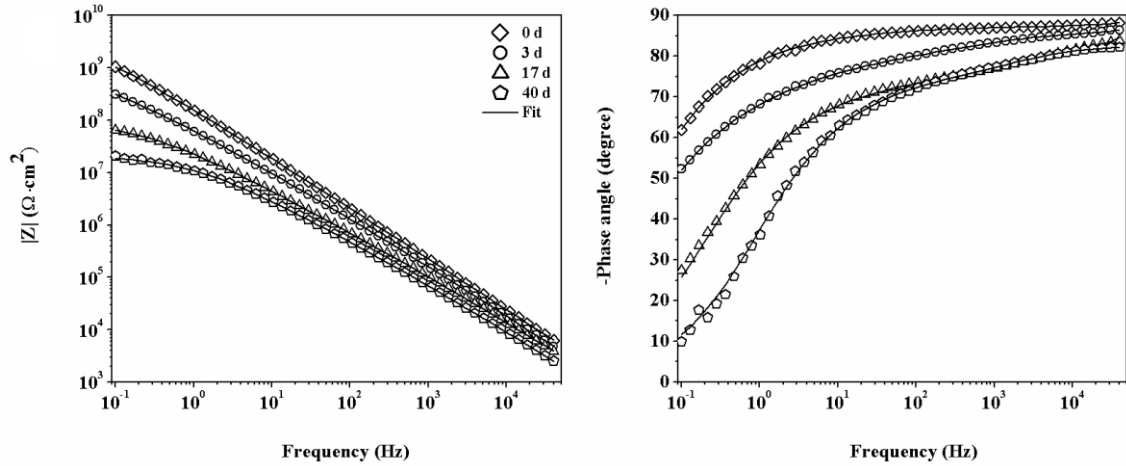 10^10
10^9
10^8
10^7
10^6
10^5
10^4
10^3
|Z| (Ω·cm^2)
0 d
3 d
17 d
40 d
Fit
10^-1 10^0 10^1 10^2 10^3 10^4
Frequency (Hz)
90
80
70
60
50
40
30
20
10
0
-Phase angle (degree)
10^-1 10^0 10^1 10^2 10^3 10^4
Frequency (Hz)